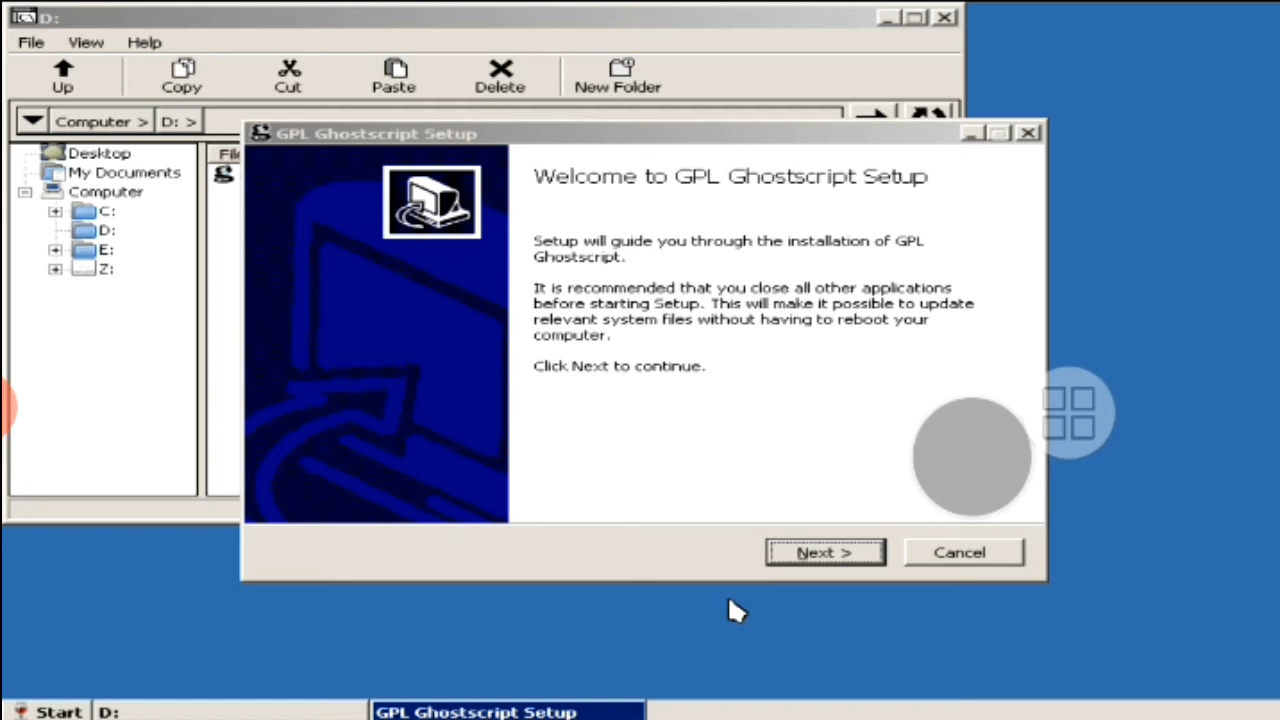 D:
File View Help
Up Copy Cut Paste Delete New Folder
Computer > D: >
GPL Ghostscript Setup
Desktop
My Documents
Computer
C:
D:
E:
Z:
Welcome to GPL Ghostscript Setup
Setup will guide you through the installation of GPL
Ghostscript.
It is recommended that you close all other applications
before starting Setup. This will make it possible to update
relevant system files without having to reboot your
computer.
Click Next to continue.
Next >
Cancel
Start D: GPL Ghostscript Setup